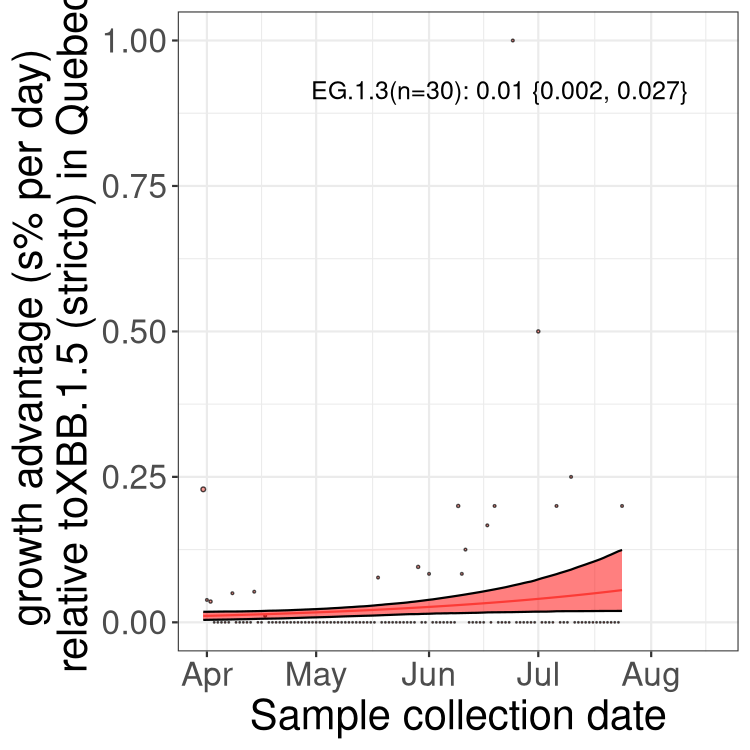 growth advantage (s% per day)
relative toXBB.1.5 (stricto) in Quebec
1.00
EG.1.3(n=30): 0.01 {0.002, 0.027}
0.75
0.50
0.25
0.00
Apr May Jun Jul Aug
Sample collection date